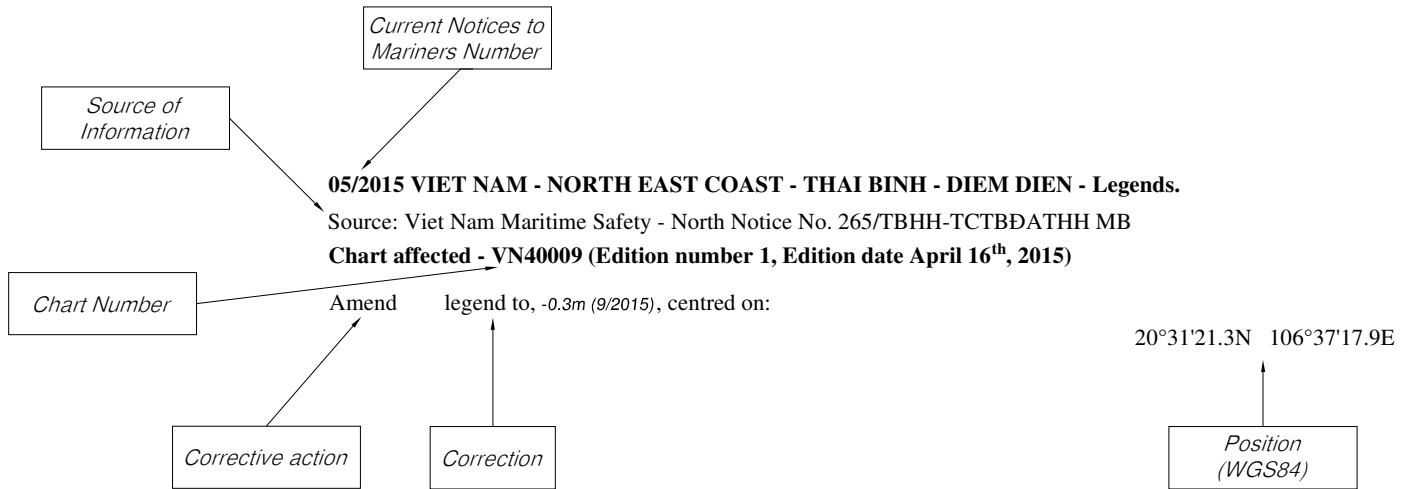 Current Notices to
Mariners Number
Source of
Information
05/2015 VIET NAM - NORTH EAST COAST - THAI BINH - DIEM DIEN - Legends.
Source: Viet Nam Maritime Safety - North Notice No. 265/TBHH-TCTBĐATHH MB
Chart affected - VN40009 (Edition number 1, Edition date April 16th, 2015)
Chart Number
Amend legend to, -0.3m (9/2015), centred on:
20°31'21.3N 106°37'17.9E
Corrective action
Correction
Position
(WGS84)